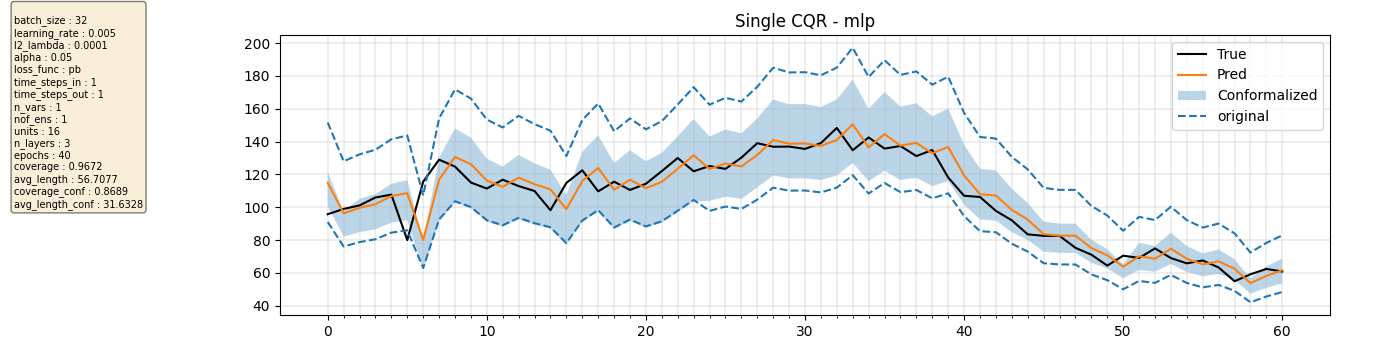 batch_size : 32
learning_rate : 0.005
l2_lambda : 0.0001
alpha : 0.05
loss_func : pb
time_steps_in : 1
time_steps_out : 1
n_vars : 1
nof_ens : 1
units : 16
n_layers : 3
epochs : 40
coverage : 0.9672
avg_length : 56.7077
coverage_conf : 0.8689
avg_length_conf : 31.6328
Single CQR - mlp
200
180
160
140
120
100
80
60
40
True
Pred
Conformalized
original
0 10 20 30 40 50 60